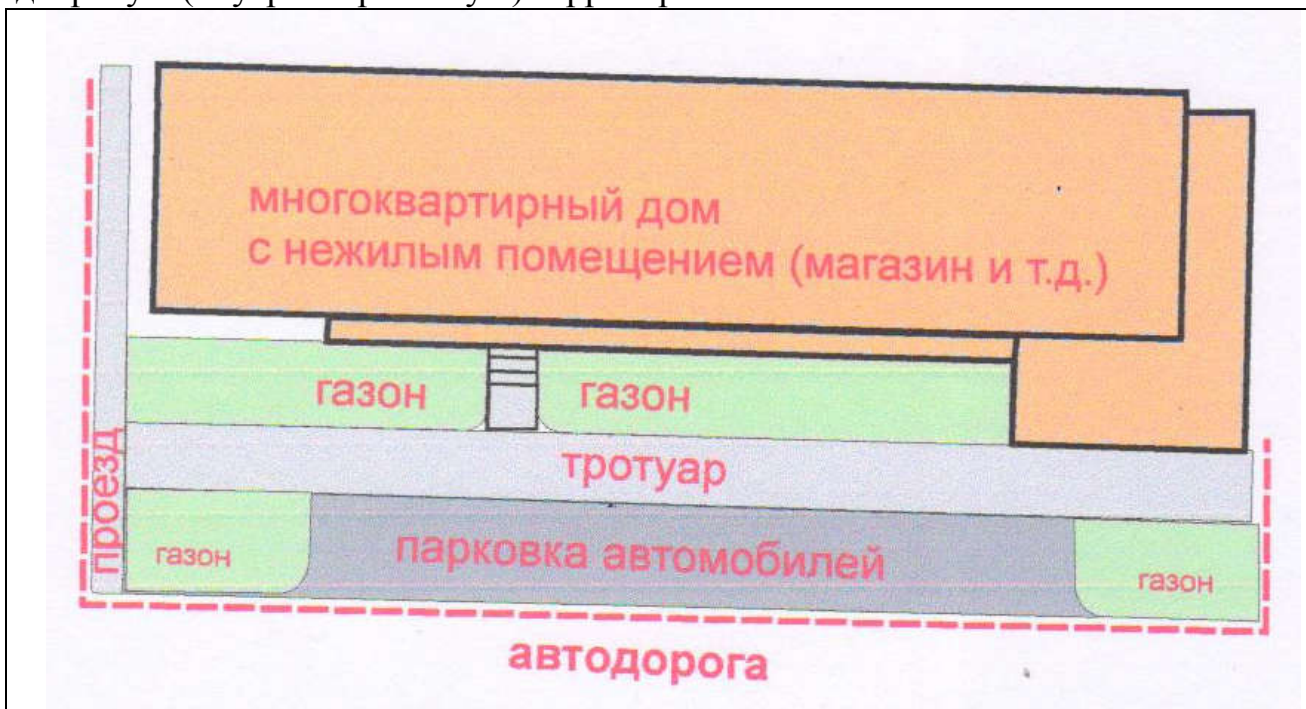 многоквартирный дом
с нежилым помещением (магазин и т.д.)
газон
газон
проезд
тротуар
газон
парковка автомобилей
газон
автодорога